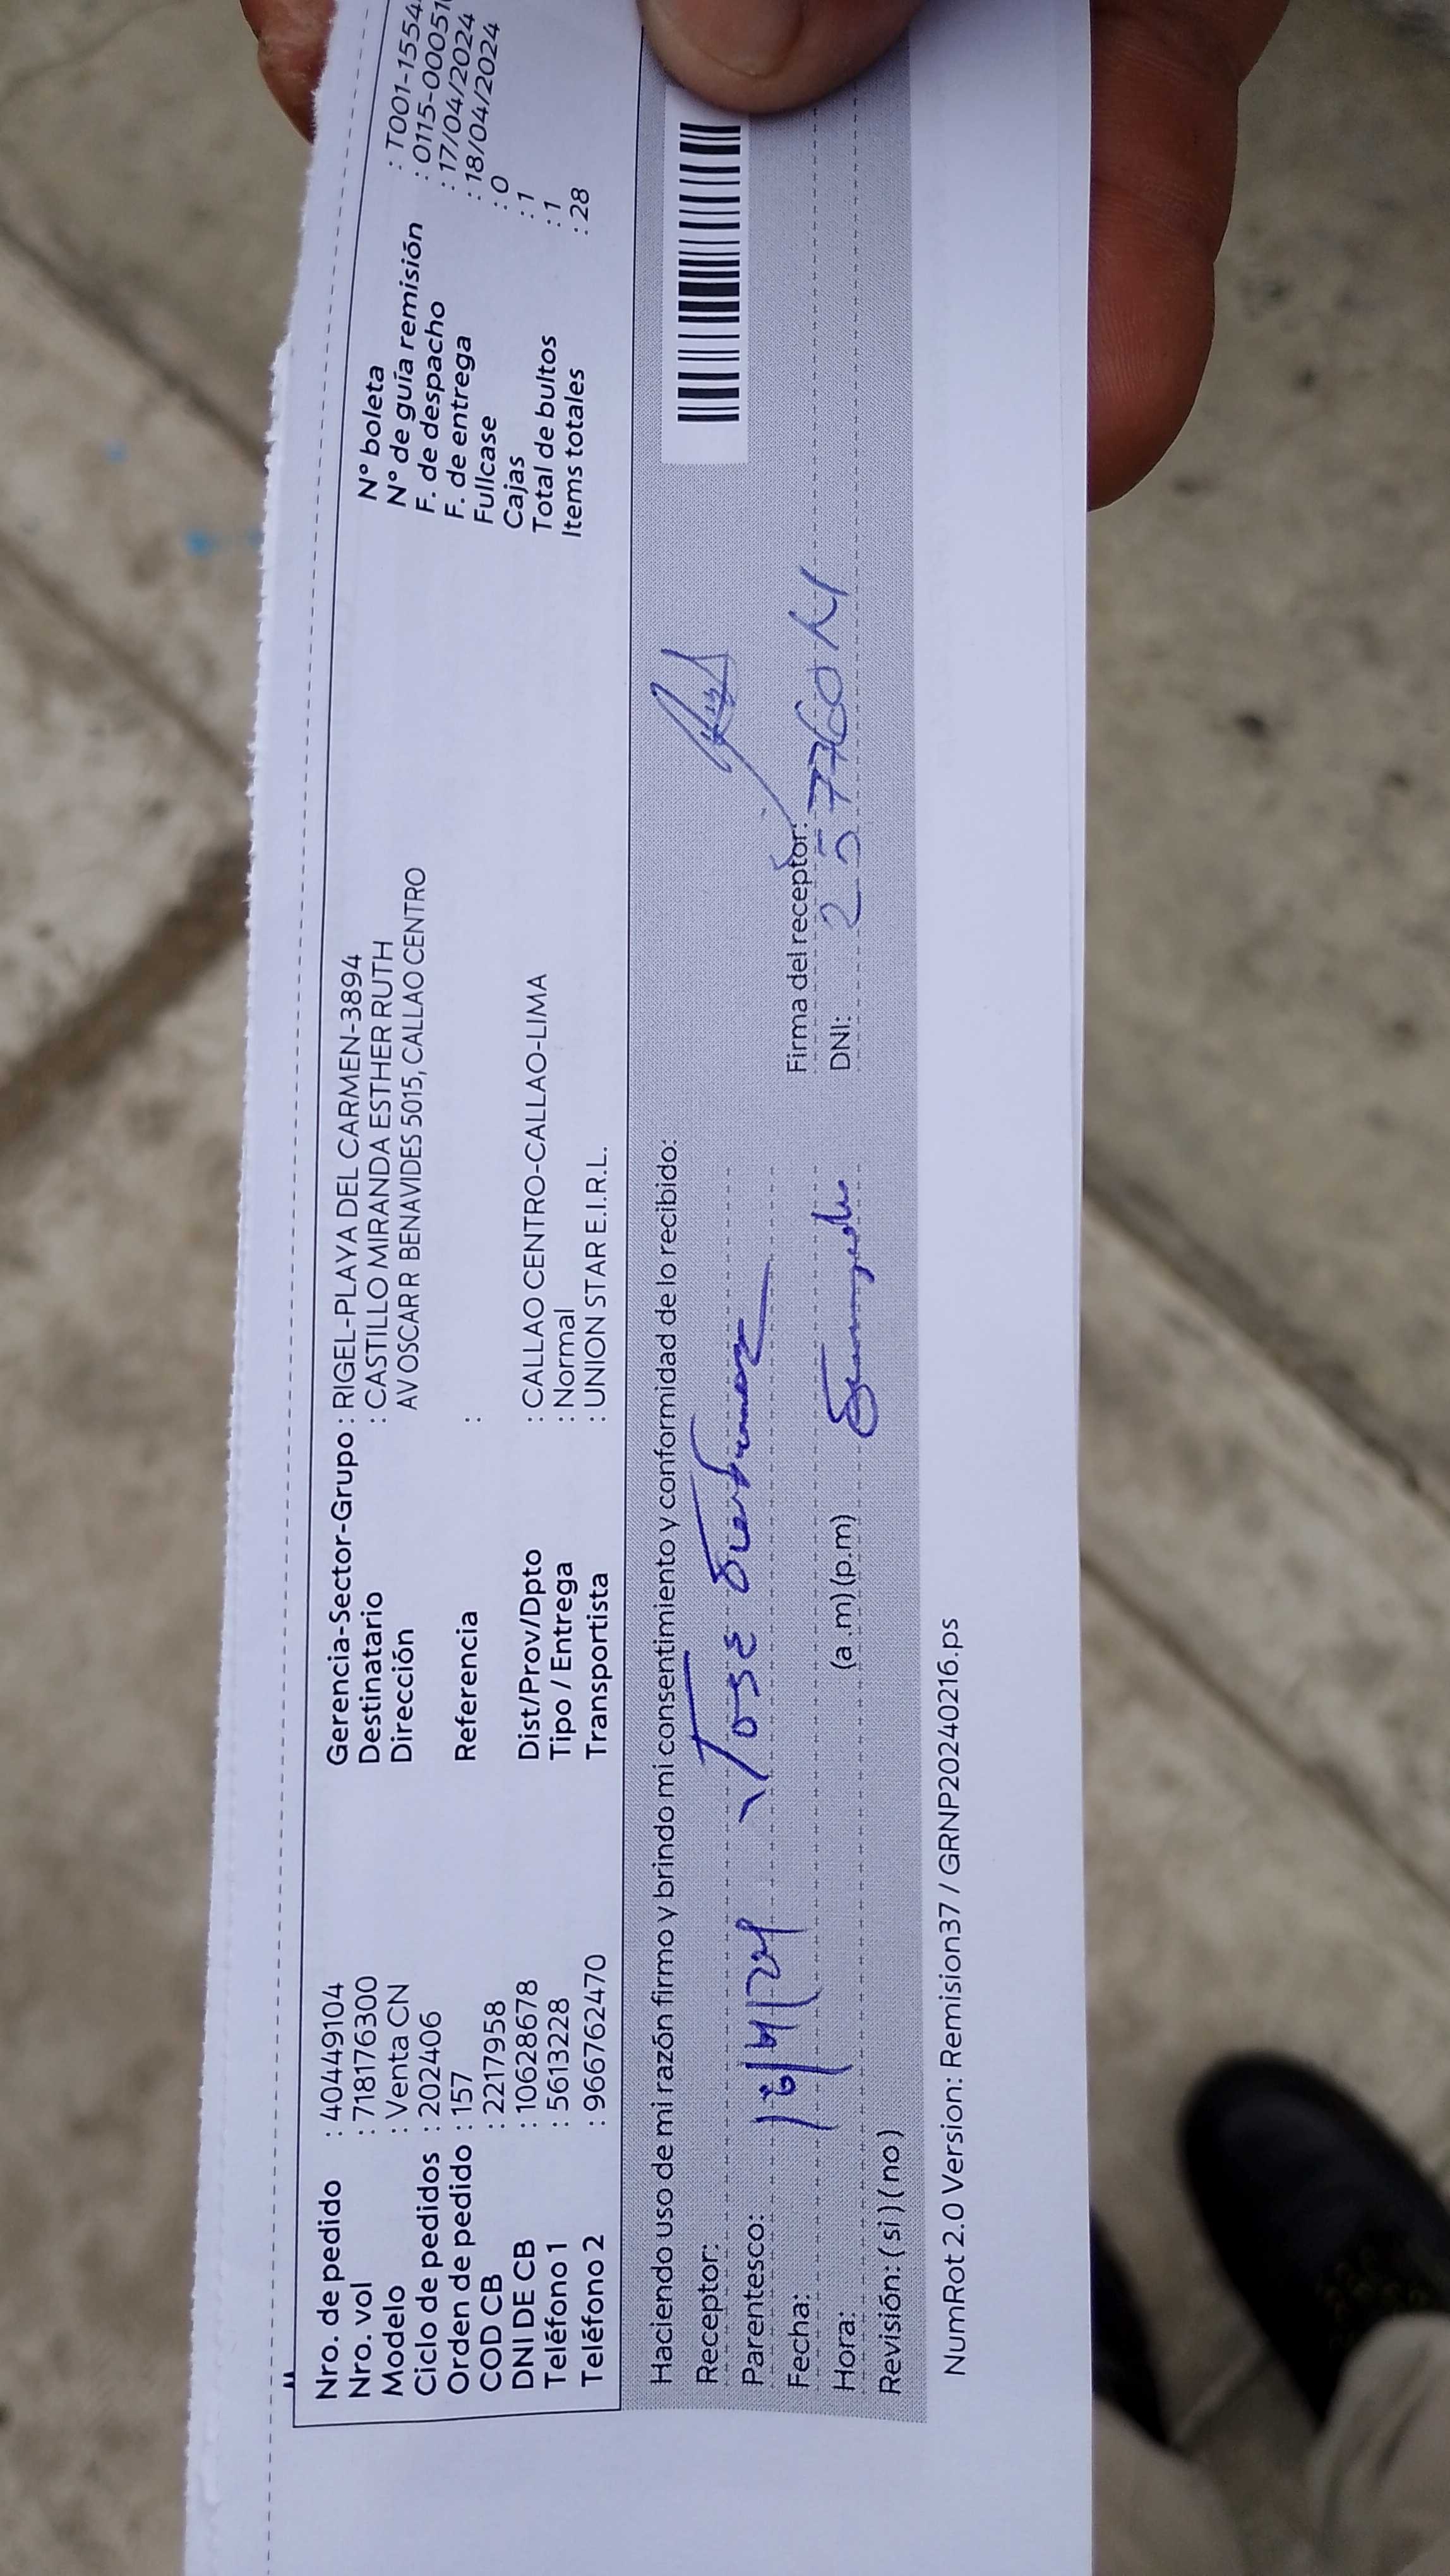 Nro. de pedido : 40449104
Nro. vol : 718176300
Modelo : Venta CN
Ciclo de pedidos : 202406
Orden de pedido : 157
COD CB : 2217958
DNI DE CB : 10628678
Teléfono 1 : 5613228
Teléfono 2 : 966762470
Gerencia-Sector-Grupo : RIGEL-PLAYA DEL CARMEN-3894
Destinatario : CASTILLO MIRANDA ESTHER RUTH
Dirección AV OSCAR R BENAVIDES 5015, CALLAO CENTRO
Referencia :
Dist/Prov/Dpto : CALLAO CENTRO-CALLAO-LIMA
Tipo / Entrega : Normal
Transportista : UNION STAR E.I.R.L.
N° boleta : T001-1554
N° de guía remisión : 0115-00051
F. de despacho : 17/04/2024
F. de entrega : 18/04/2024
Fullcase : 0
Cajas : 1
Total de bultos : 1
Items totales : 28
Haciendo uso de mi razón firmo y brindo mi consentimiento y conformidad de lo recibido:
Receptor: Jose
Parentesco:
Fecha: 18/4/24 Firma del receptor:
Hora: (a .m) (p.m) DNI:
Revisión: ( si ) ( no )
NumRot 2.0 Version: Remision37 / GRNP20240216.ps